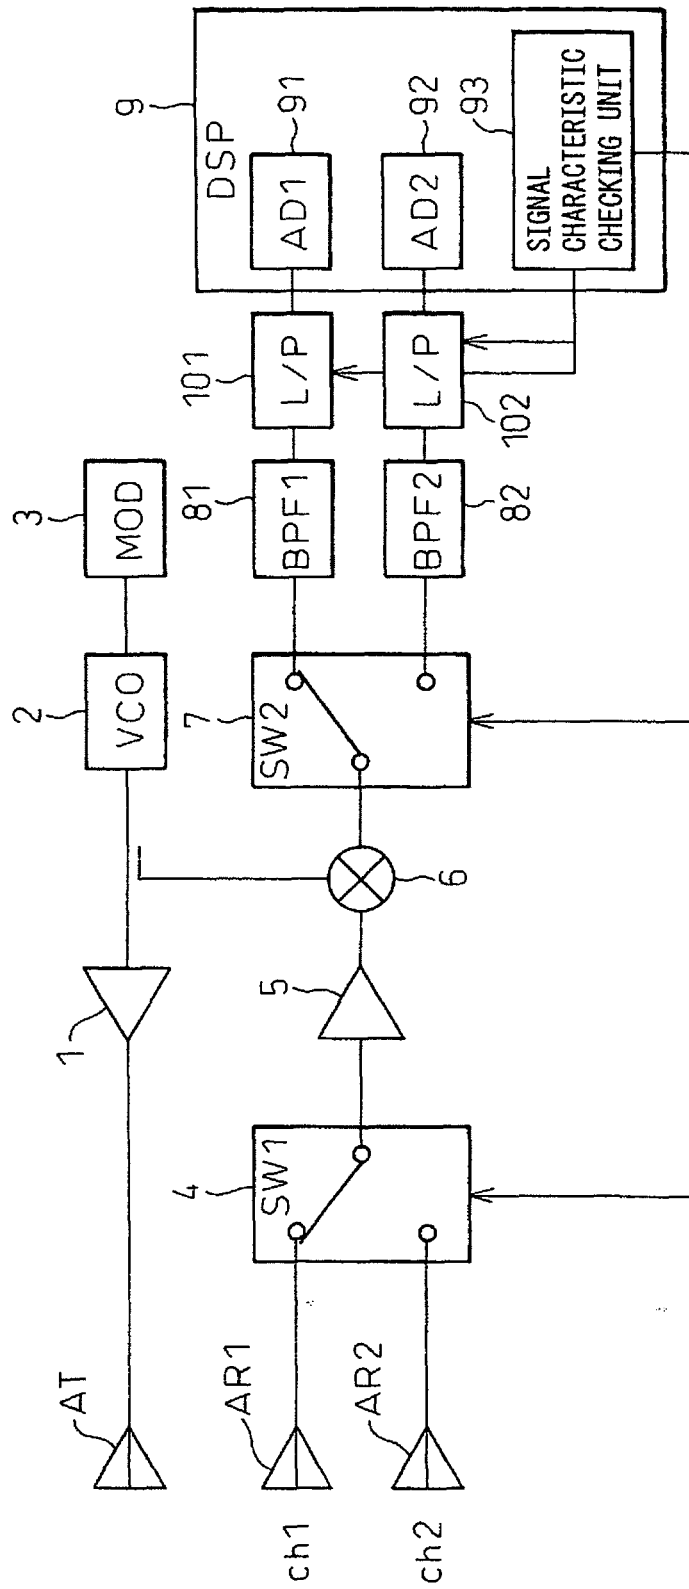 AT
1
2
VCO
3
MOD
ch1
AR1
ch2
AR2
4
SW1
5
6
7
SW2
81
BPF1
82
BPF2
101
L/P
102
L/P
9
DSP
91
AD1
92
AD2
93
SIGNAL
CHARACTERISTIC
CHECKING UNIT